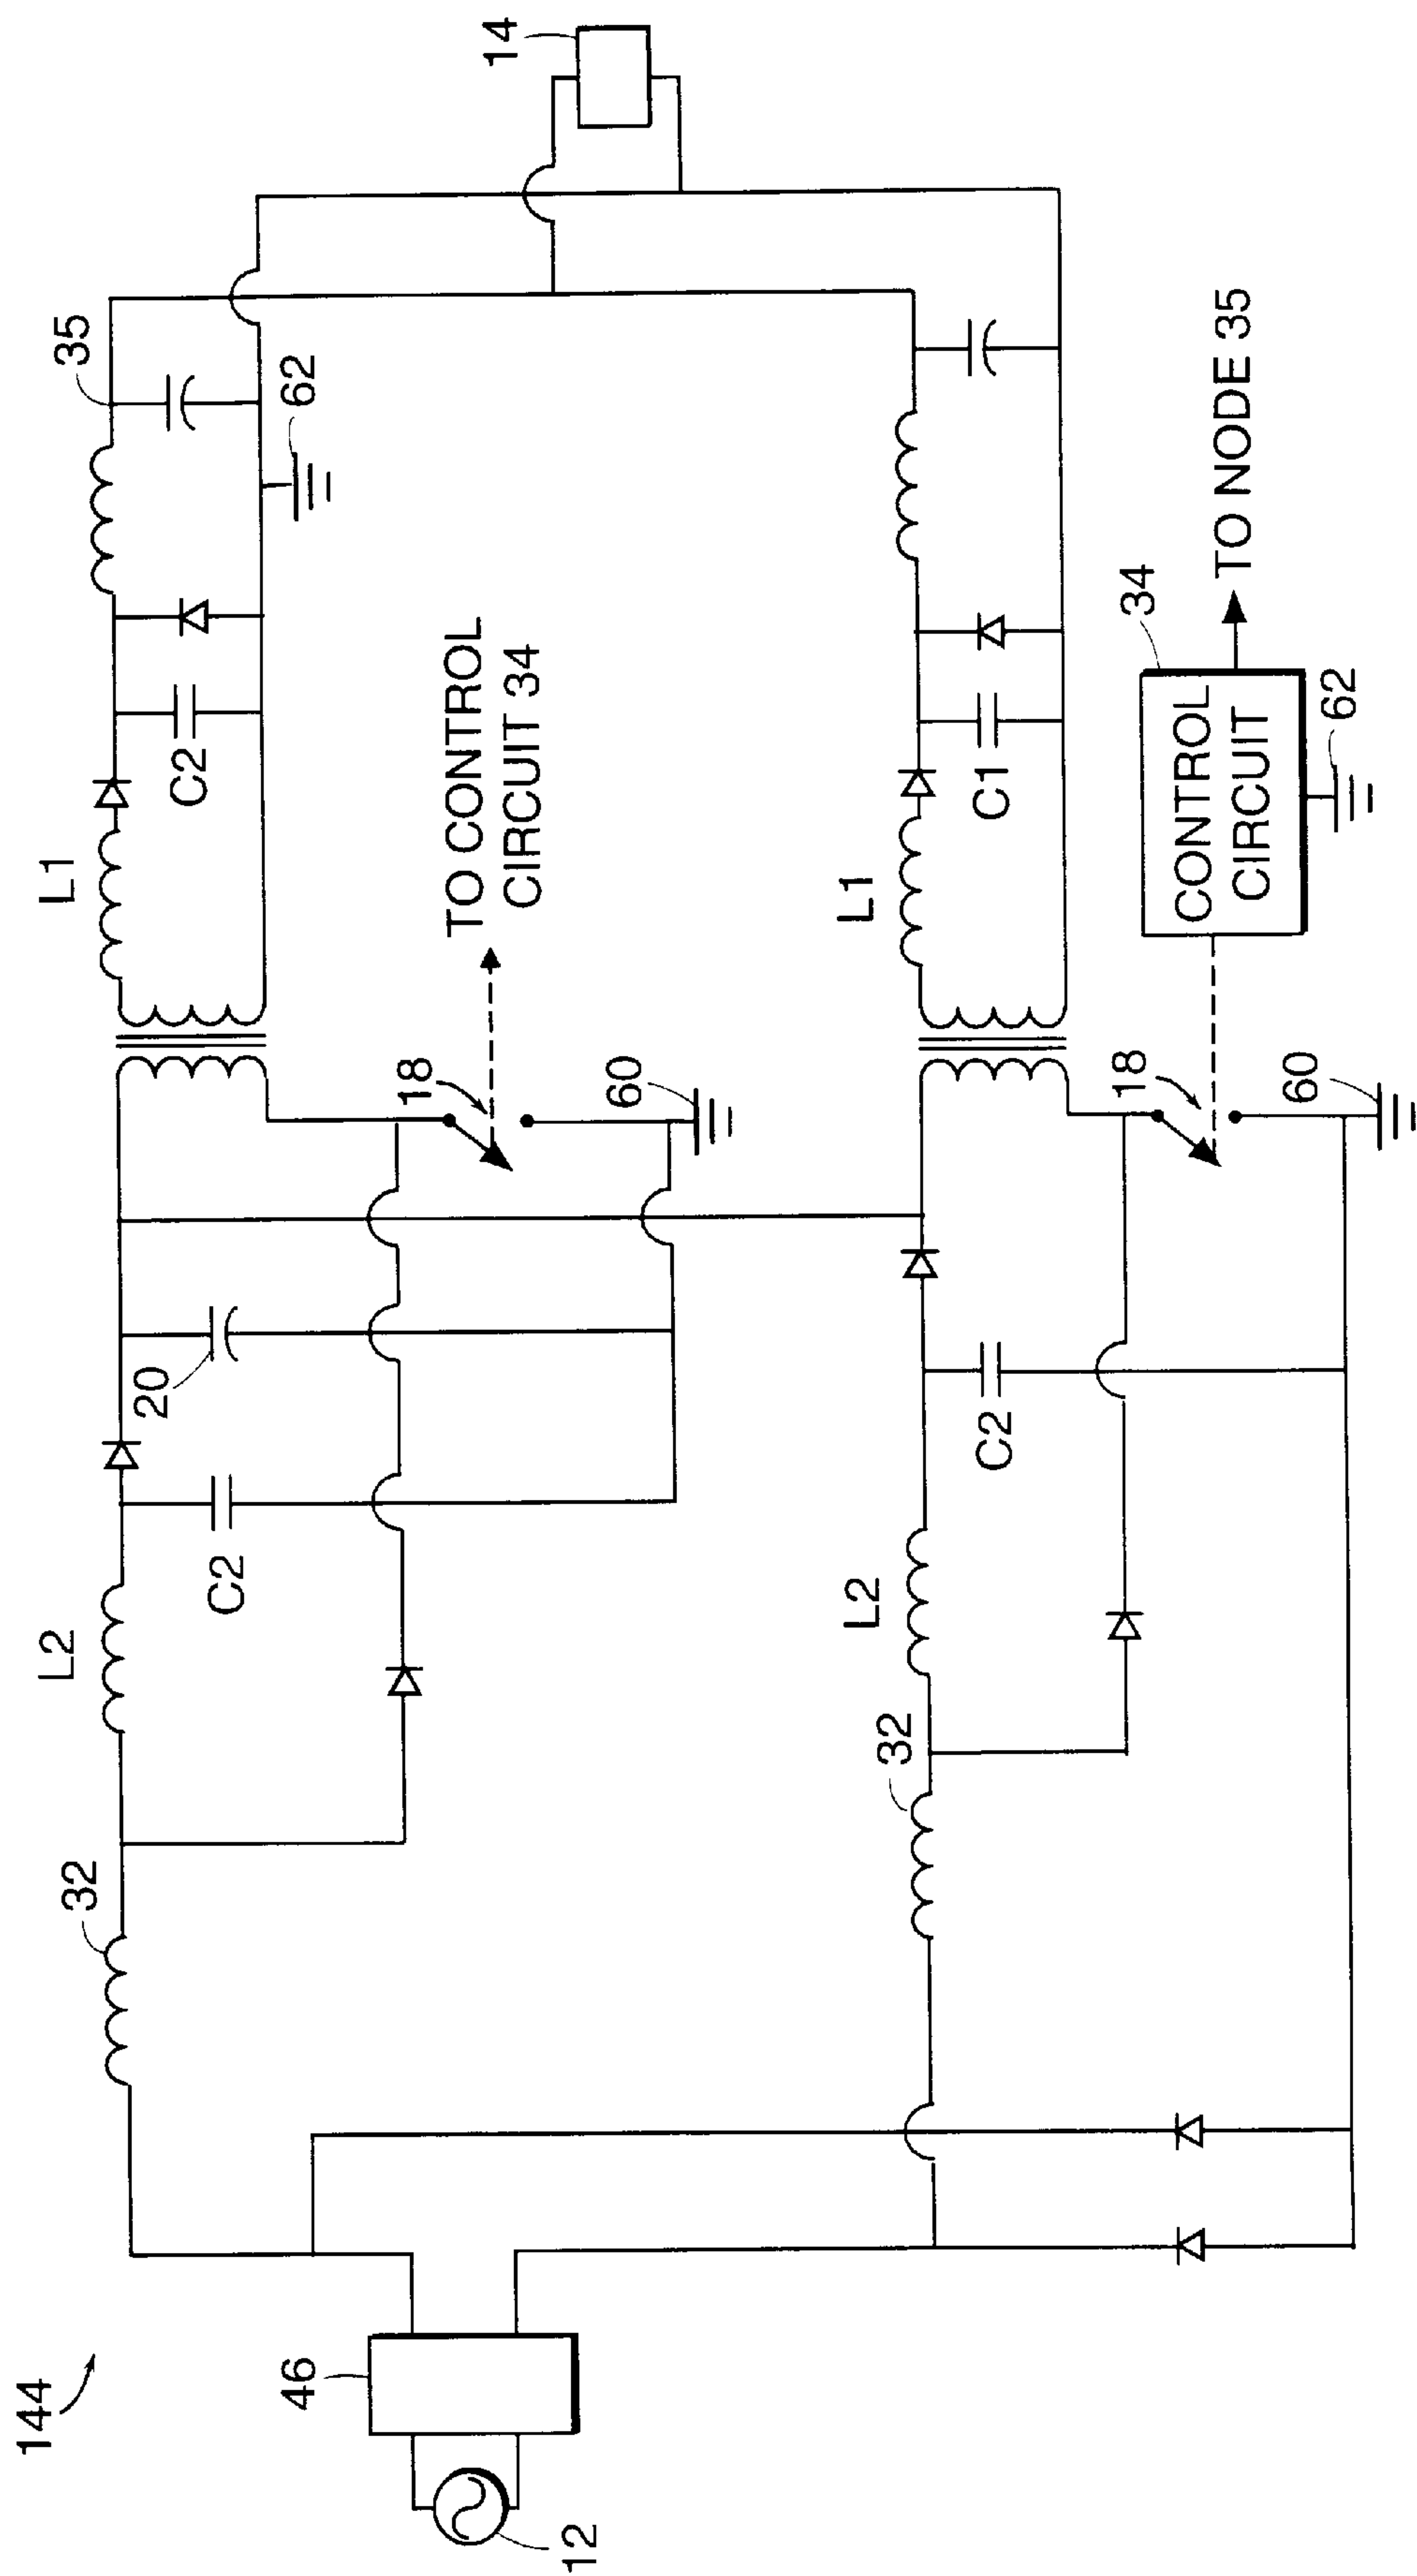 144
12
46
32
L2
C2
20
18
60
TO CONTROL
CIRCUIT 34
L1
C2
35
62
14
32
L2
C2
18
60
L1
C1
CONTROL
CIRCUIT
34
62
TO NODE 35